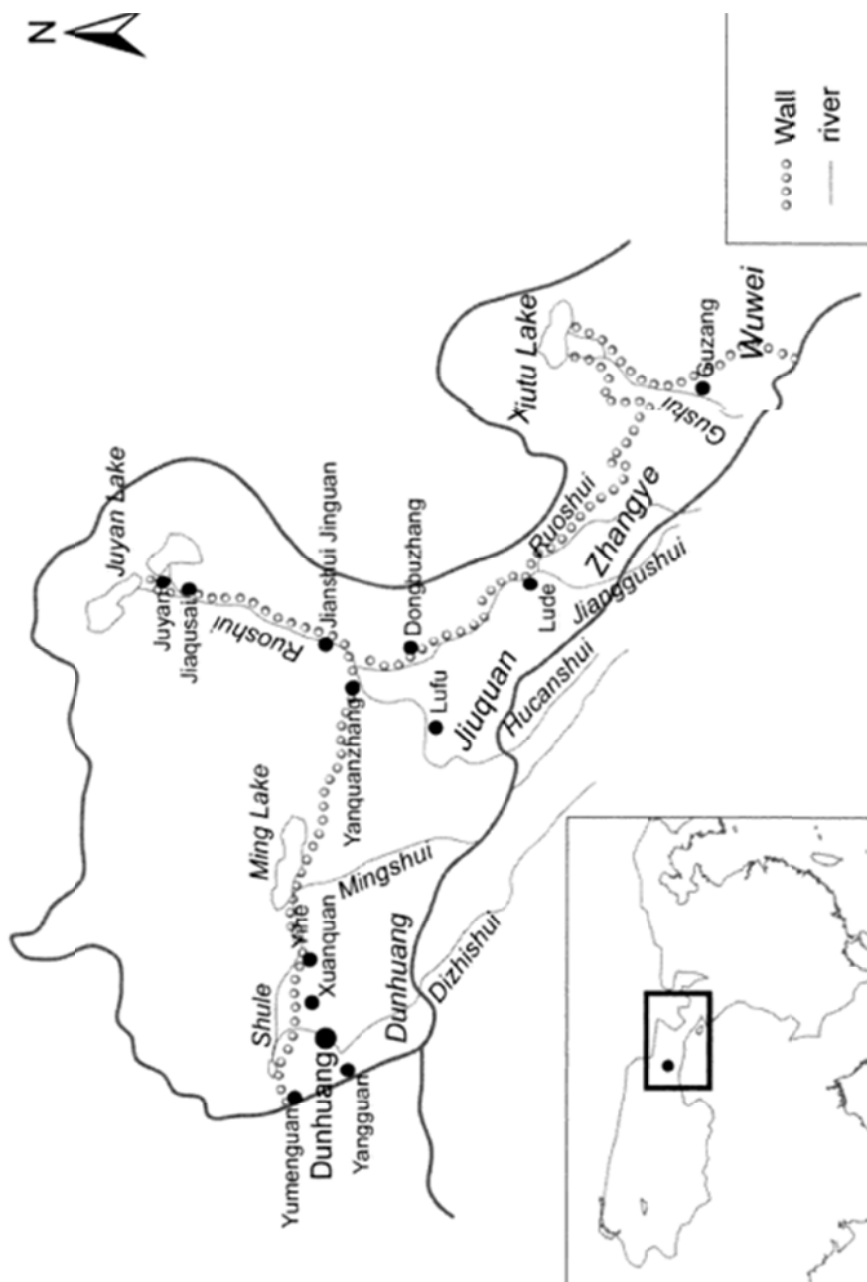 N
Wall
river
Juyan Lake
Juyan
Jiaqusai
Ruoshui
Jianshui Jinguan
Xiutu Lake
Guzang
Wuwei
Gushui
Ruoshui
Zhangye
Dongbuzhang
Lude
Jianggushui
Yanquanzhang
Lufu
Jiuquan
Hucanshui
Ming Lake
Mingshui
Yihe
Xuanquan
Shule
Dunhuang
Dizhishui
Yumenguan
Dunhuang
Yangguan